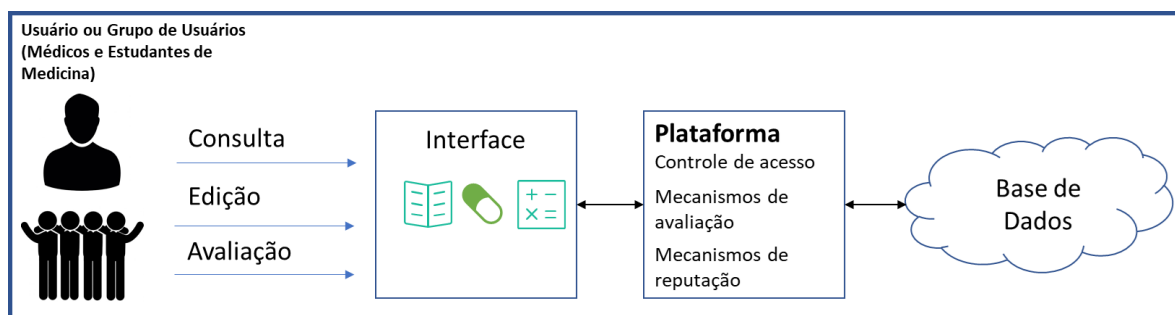 Usuário ou Grupo de Usuários
(Médicos e Estudantes de
Medicina)
Consulta
Edição
Avaliação
Interface
Plataforma
Controle de acesso
Mecanismos de
avaliação
Mecanismos de
reputação
Base de
Dados